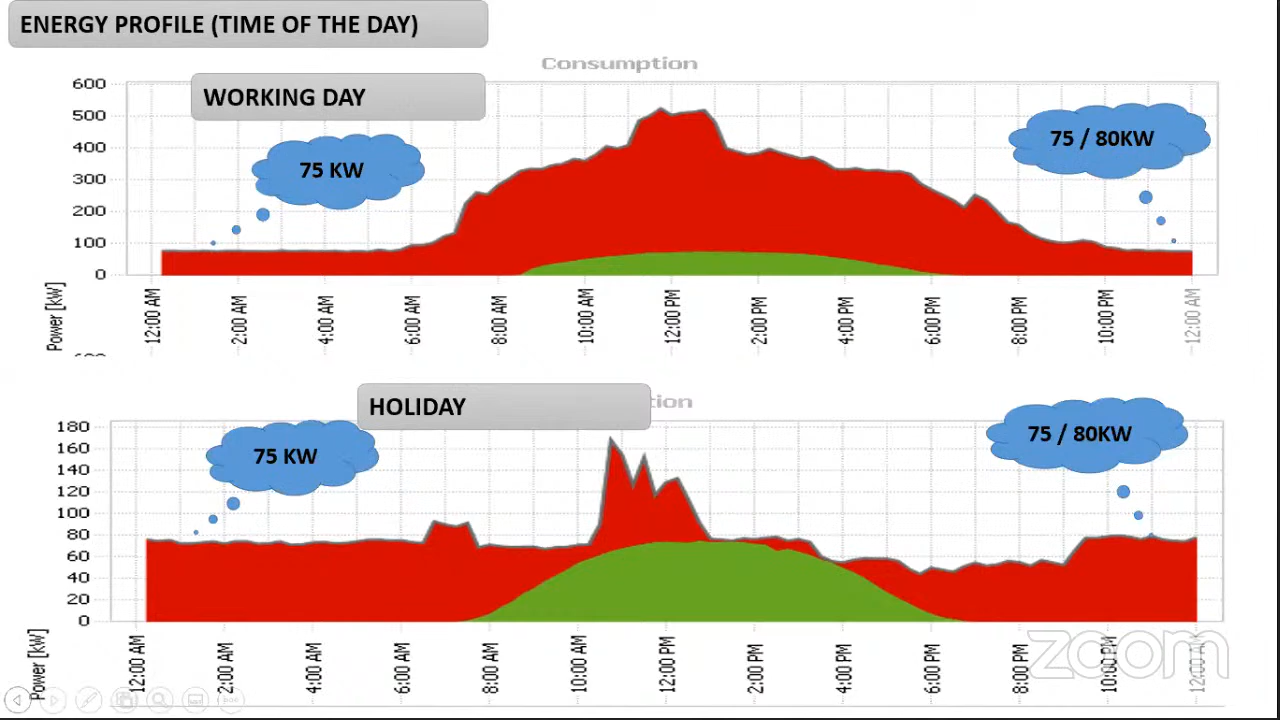 ENERGY PROFILE (TIME OF THE DAY)
Consumption
WORKING DAY
75 KW
75 / 80KW
600
500
400
300
200
100
0
Power [kW]
12:00 AM
2:00 AM
4:00 AM
6:00 AM
8:00 AM
10:00 AM
12:00 PM
2:00 PM
4:00 PM
6:00 PM
8:00 PM
10:00 PM
12:00 AM
HOLIDAY
tion
75 KW
75 / 80KW
180
160
140
120
100
80
60
40
20
0
Power [kW]
12:00 AM
2:00 AM
4:00 AM
6:00 AM
8:00 AM
10:00 AM
12:00 PM
2:00 PM
4:00 PM
6:00 PM
8:00 PM
10:00 PM
12:00 AM
zoom